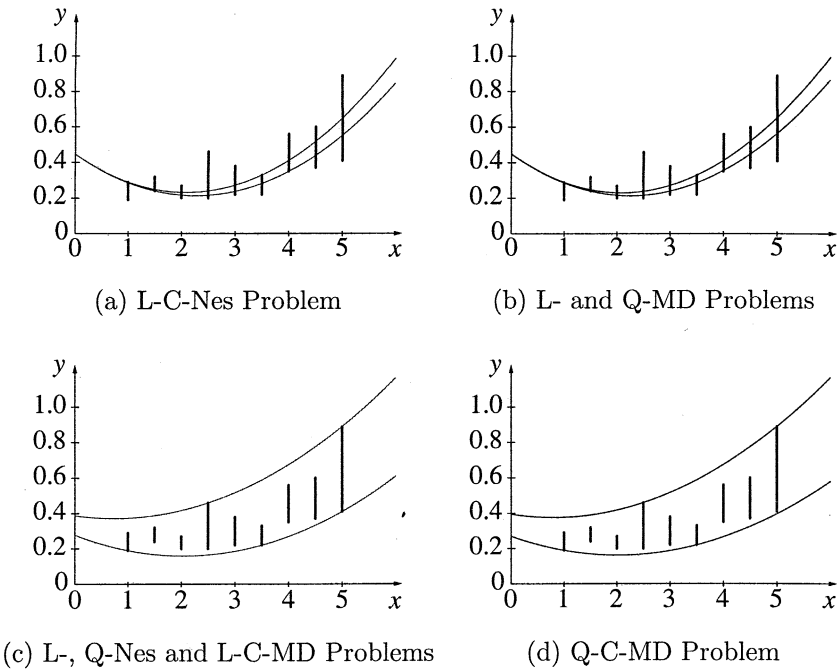 y
1.0
0.8
0.6
0.4
0.2
0
0 1 2 3 4 5 x
(a) L-C-Nes Problem
y
1.0
0.8
0.6
0.4
0.2
0
0 1 2 3 4 5 x
(b) L- and Q-MD Problems
y
1.0
0.8
0.6
0.4
0.2
0
0 1 2 3 4 5 x
(c) L-, Q-Nes and L-C-MD Problems
y
1.0
0.8
0.6
0.4
0.2
0
0 1 2 3 4 5 x
(d) Q-C-MD Problem